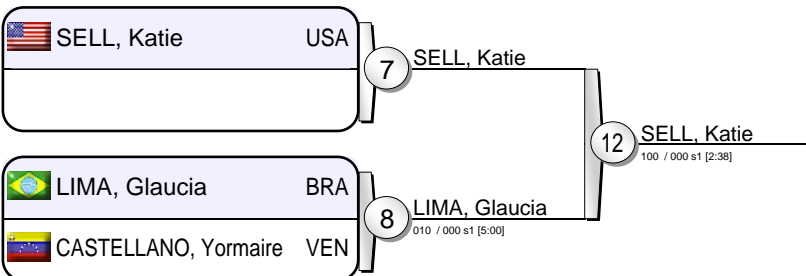 SELL, Katie USA
7
SELL, Katie
12
SELL, Katie
100 / 000 s1 [2:38]
LIMA, Glaucia BRA
CASTELLANO, Yormaire VEN
8
LIMA, Glaucia
010 / 000 s1 [5:00]